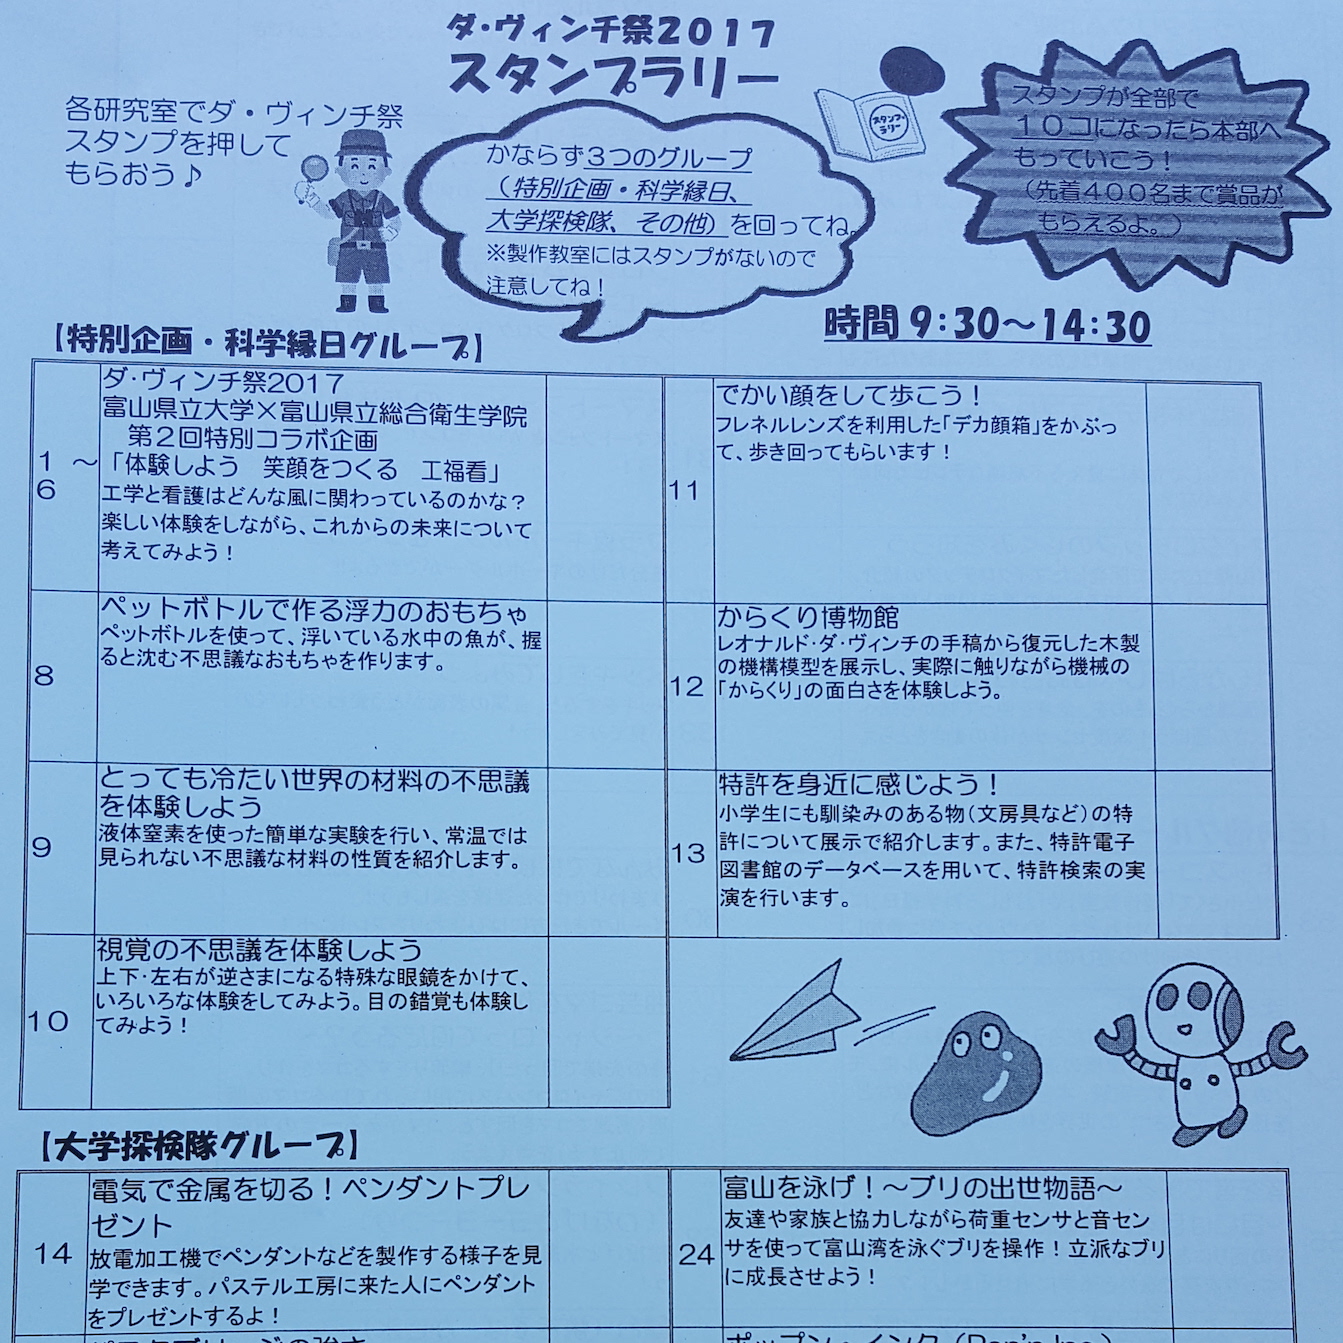 ダ・ヴィンチ祭2017
スタンプラリー
各研究室でダ・ヴィンチ祭
スタンプを押して
もらおう♪
かならず３つのグループ
（特別企画・科学縁日、
大学探検隊、その他）を回ってね。
※製作教室にはスタンプがないので
注意してね！
スタンプ
ラリー
スタンプが全部で
１０コになったら本部へ
もっていこう！
（先着４００名まで賞品が
もらえるよ。）
時間 9:30～14:30
【特別企画・科学縁日グループ】
1 ～
6
ダ・ヴィンチ祭2017
富山県立大学×富山県立総合衛生学院
第２回特別コラボ企画
「体験しよう　笑顔をつくる　工福看」
工学と看護はどんな風に関わっているのかな？
楽しい体験をしながら、これからの未来について
考えてみよう！
8
ペットボトルで作る浮力のおもちゃ
ペットボトルを使って、浮いている水中の魚が、握
ると沈む不思議なおもちゃを作ります。
9
とっても冷たい世界の材料の不思議
を体験しよう
液体窒素を使った簡単な実験を行い、常温では
見られない不思議な材料の性質を紹介します。
10
視覚の不思議を体験しよう
上下・左右が逆さまになる特殊な眼鏡をかけて、
いろいろな体験をしてみよう。目の錯覚も体験し
てみよう！
11
でかい顔をして歩こう！
フレネルレンズを利用した「デカ顔箱」をかぶっ
て、歩き回ってもらいます！
12
からくり博物館
レオナルド・ダ・ヴィンチの手稿から復元した木製
の機構模型を展示し、実際に触りながら機械の
「からくり」の面白さを体験しよう。
13
特許を身近に感じよう！
小学生にも馴染みのある物（文房具など）の特
許について展示で紹介します。また、特許電子
図書館のデータベースを用いて、特許検索の実
演を行います。
【大学探検隊グループ】
14
電気で金属を切る！ペンダントプレ
ゼント
放電加工機でペンダントなどを製作する様子を見
学できます。パステル工房に来た人にペンダント
をプレゼントするよ！
24
富山を泳げ！～ブリの出世物語～
友達や家族と協力しながら荷重センサと音セン
サを使って富山湾を泳ぐブリを操作！立派なブリ
に成長させよう！
ポップン・インク（Pop'n Inc.）